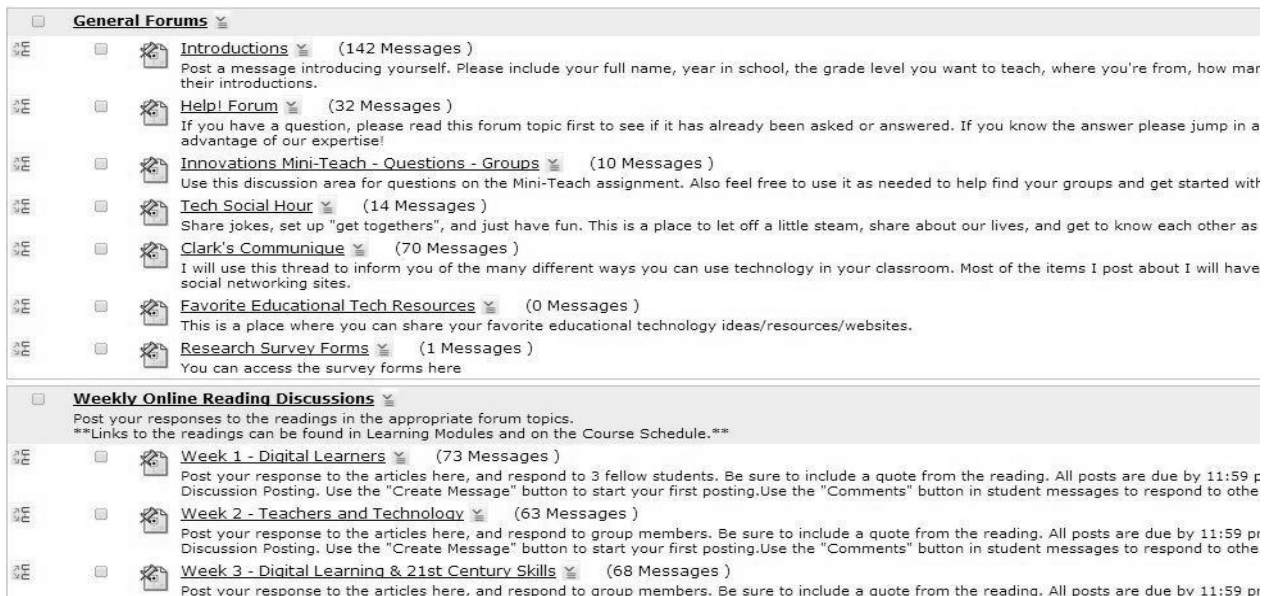 General Forums
Introductions (142 Messages )
Post a message introducing yourself. Please include your full name, year in school, the grade level you want to teach, where you're from, how
their introductions.
Help! Forum (32 Messages )
If you have a question, please read this forum topic first to see if it has already been asked or answered. If you know the answer please jump in a
advantage of our expertise!
Innovations Mini-Teach - Questions - Groups (10 Messages )
Use this discussion area for questions on the Mini-Teach assignment. Also feel free to use it as needed to help find your groups and get started with
Tech Social Hour (14 Messages )
Share jokes, set up "get togethers", and just have fun. This is a place to let off a little steam, share about our lives, and get to know each other as
Clark's Communique (70 Messages )
I will use this thread to inform you of the many different ways you can use technology in your classroom. Most of the items I post about I will have
social networking sites.
Favorite Educational Tech Resources (0 Messages )
This is a place where you can share your favorite educational technology ideas/resources/websites.
Research Survey Forms (1 Messages )
You can access the survey forms here
Weekly Online Reading Discussions
Post your responses to the readings in the appropriate forum topics.
**Links to the readings can be found in Learning Modules and on the Course Schedule.**
Week 1 - Digital Learners (73 Messages )
Post your response to the articles here, and respond to 3 fellow students. Be sure to include a quote from the reading. All posts are due by 11:59 p
Discussion Posting. Use the "Create Message" button to start your first posting.Use the "Comments" button in student messages to respond to othe
Week 2 - Teachers and Technology (63 Messages )
Post your response to the articles here, and respond to group members. Be sure to include a quote from the reading. All posts are due by 11:59 pr
Discussion Posting. Use the "Create Message" button to start your first posting.Use the "Comments" button in student messages to respond to othe
Week 3 - Digital Learning & 21st Century Skills (68 Messages )
Post your response to the articles here, and respond to group members. Be sure to include a quote from the reading. All posts are due by 11:59 pr